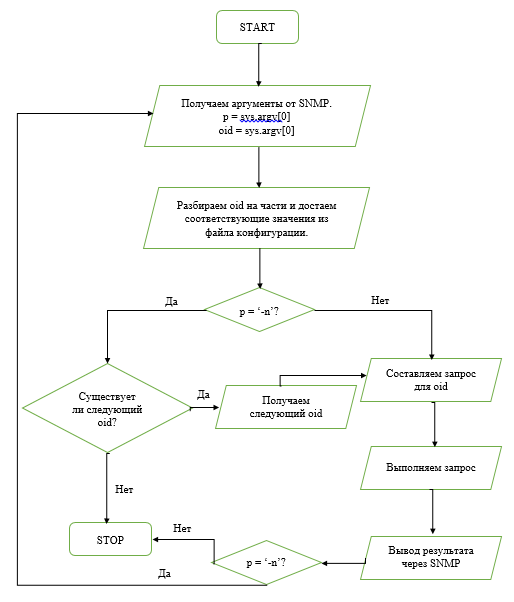 START
Получаем аргументы от SNMP.
p = sys.argv[0]
oid = sys.argv[0]
Разбираем oid на части и достаем
соответствующие значения из
файла конфигурации.
p = ‘-n’?
Да
Нет
Существует
ли следующий
oid?
Да
Получаем
следующий oid
Составляем запрос
для oid
Выполняем запрос
Нет
STOP
Нет
p = ‘-n’?
Вывод результата
через SNMP
Да